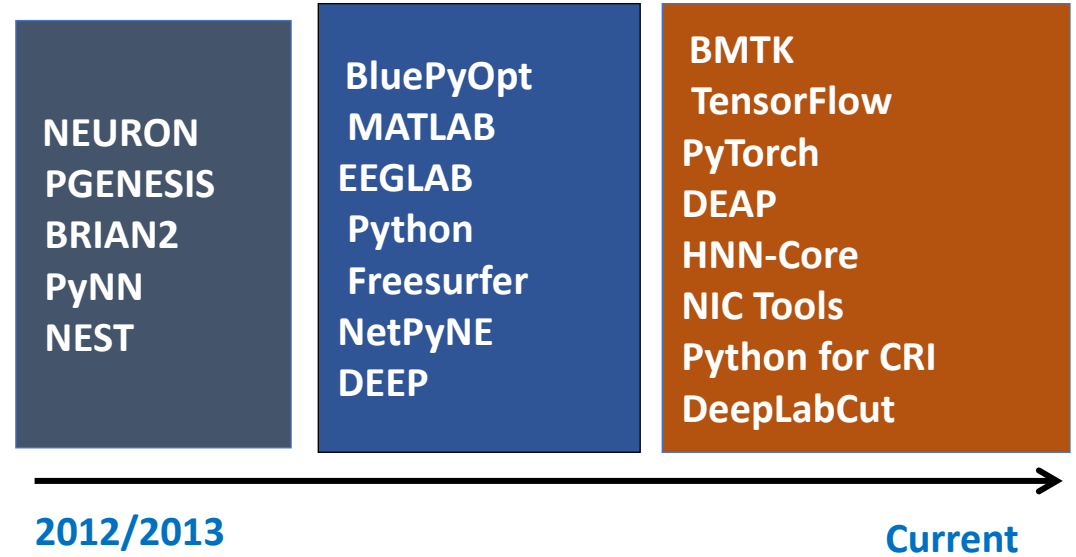 NEURON
PGENESIS
BRIAN2
PyNN
NEST
BluePyOpt
MATLAB
EEGLAB
Python
Freesurfer
NetPyNE
DEEP
BMTK
TensorFlow
PyTorch
DEAP
HNN-Core
NIC Tools
Python for CRI
DeepLabCut
2012/2013
Current